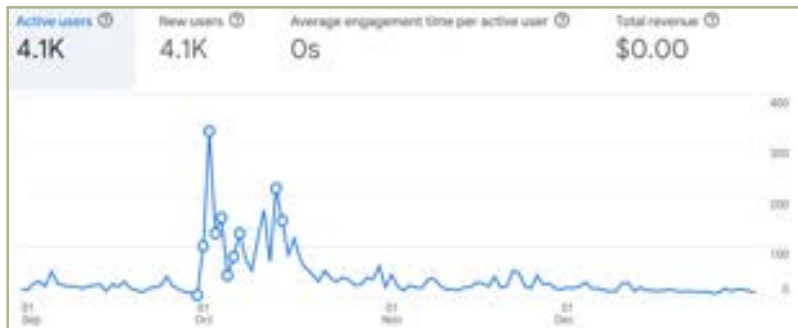 Active users
New users
Average engagement time per active user
Total revenue
4.1K
4.1K
0s
$0.00
400
300
200
100
0
01
Sep
01
Oct
01
Nov
01
Dec